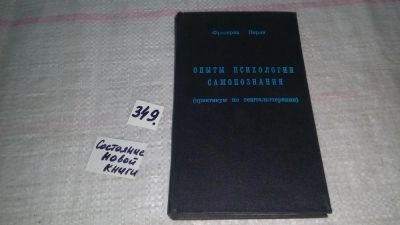 Фредерик Перлз
ОПЫТЫ ПСИХОЛОГИИ
САМОПОЗНАНИЯ
(практикум по гештальттерапии)
349.
Состояние
новой
книги